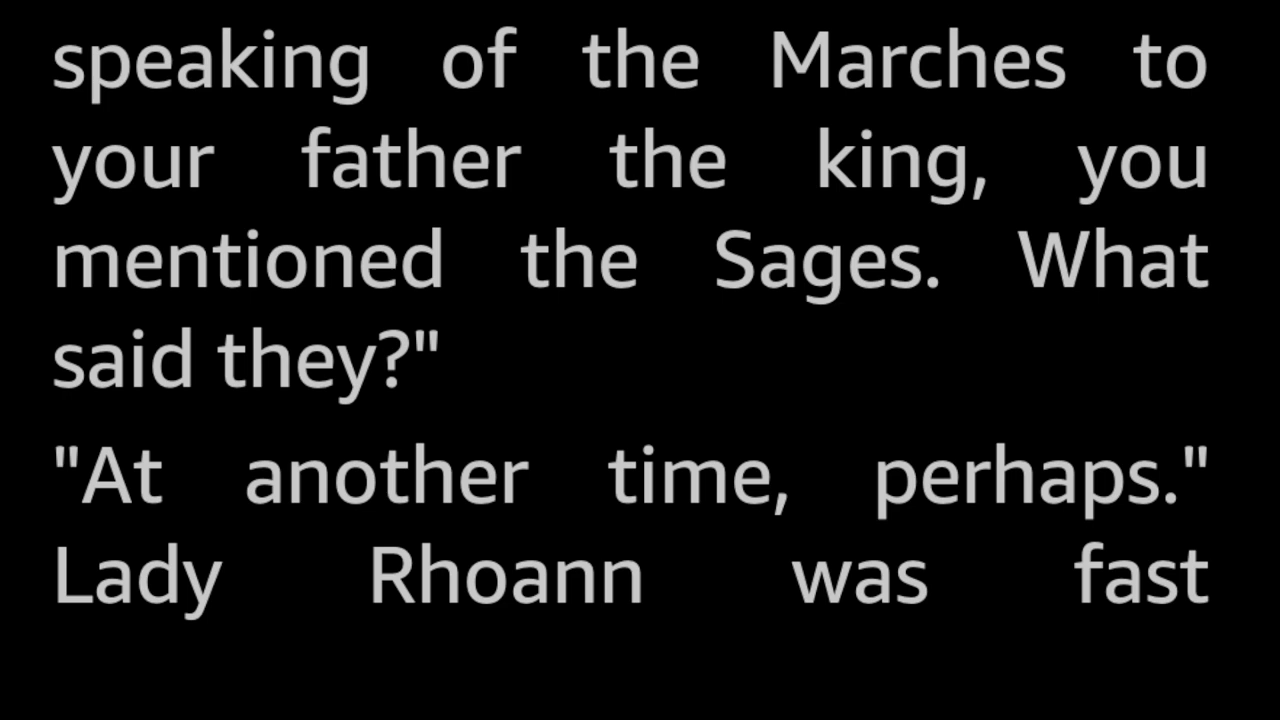 speaking of the Marches to
your father the king, you
mentioned the Sages. What
said they?"
"At another time, perhaps."
Lady Rhoann was fast